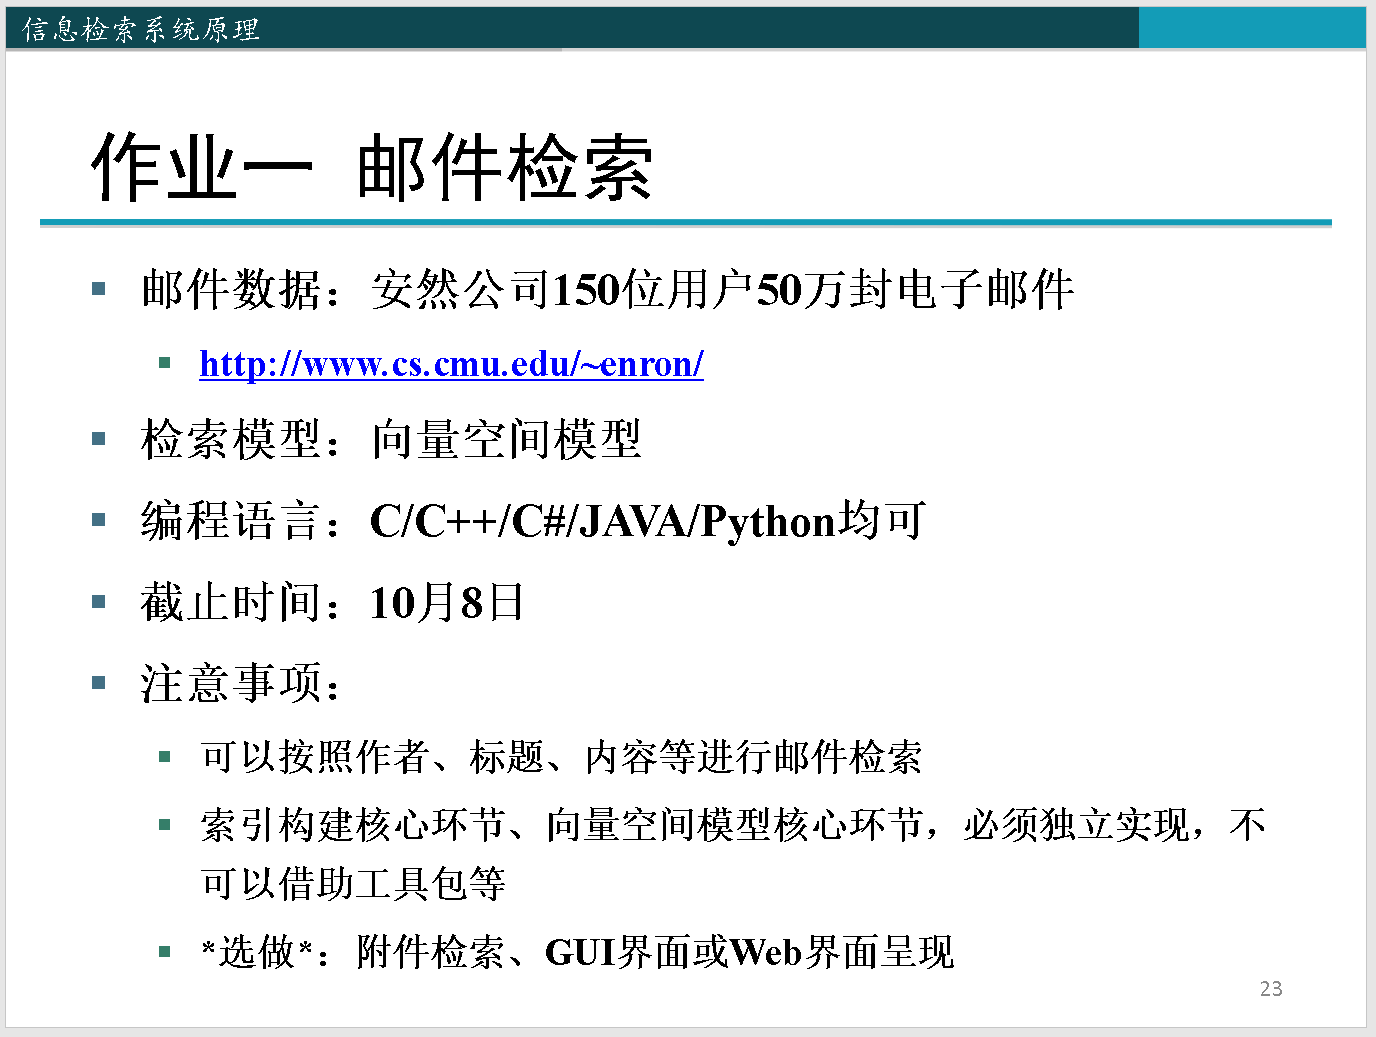 信息检索系统原理
作业一 邮件检索
邮件数据：安然公司150位用户50万封电子邮件
http://www.cs.cmu.edu/~enron/
检索模型：向量空间模型
编程语言：C/C++/C#/JAVA/Python均可
截止时间：10月8日
注意事项：
可以按照作者、标题、内容等进行邮件检索
索引构建核心环节、向量空间模型核心环节，必须独立实现，不
可以借助工具包等
*选做*：附件检索、GUI界面或Web界面呈现
23